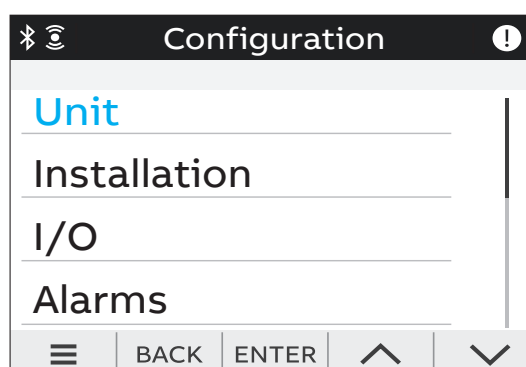 Configuration
Unit
Installation
I/O
Alarms
BACK ENTER